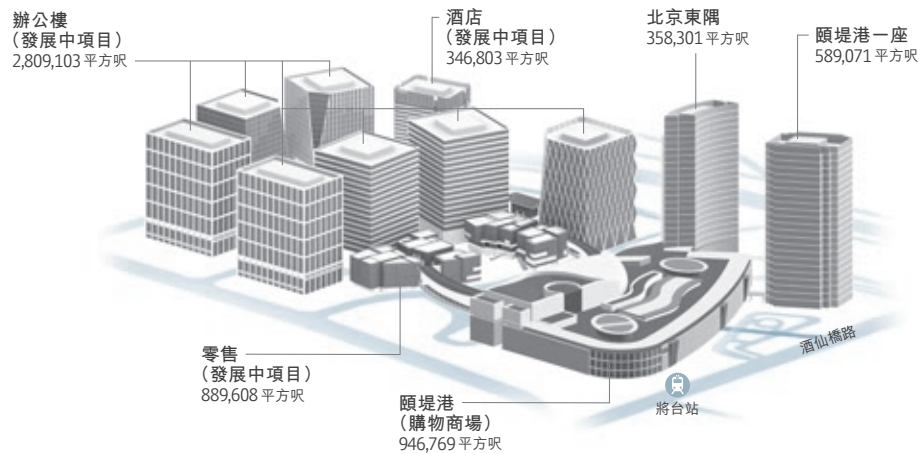 辦公樓
（發展中項目）
2,809,103 平方呎
酒店
（發展中項目）
346,803 平方呎
北京東隅
358,301 平方呎
頤堤港一座
589,071 平方呎
零售
（發展中項目）
889,608 平方呎
頤堤港
（購物商場）
946,769 平方呎
將台站
酒仙橋路